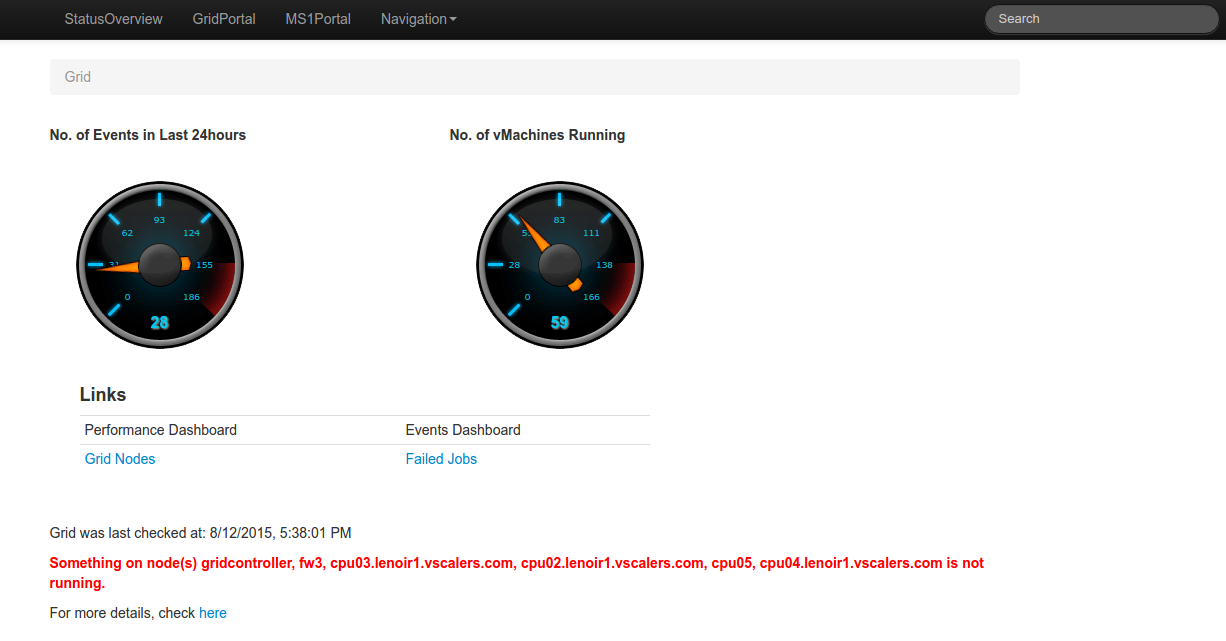 StatusOverview GridPortal MS1Portal Navigation Search
Grid
No. of Events in Last 24hours No. of vMachines Running
93 83
62 124 111
155 28 138
0 186 0 166
28 59
Links
Performance Dashboard Events Dashboard
Grid Nodes Failed Jobs
Grid was last checked at: 8/12/2015, 5:38:01 PM
Something on node(s) gridcontroller, fw3, cpu03.lenoir1.vscalers.com, cpu02.lenoir1.vscalers.com, cpu05, cpu04.lenoir1.vscalers.com is not
running.
For more details, check here